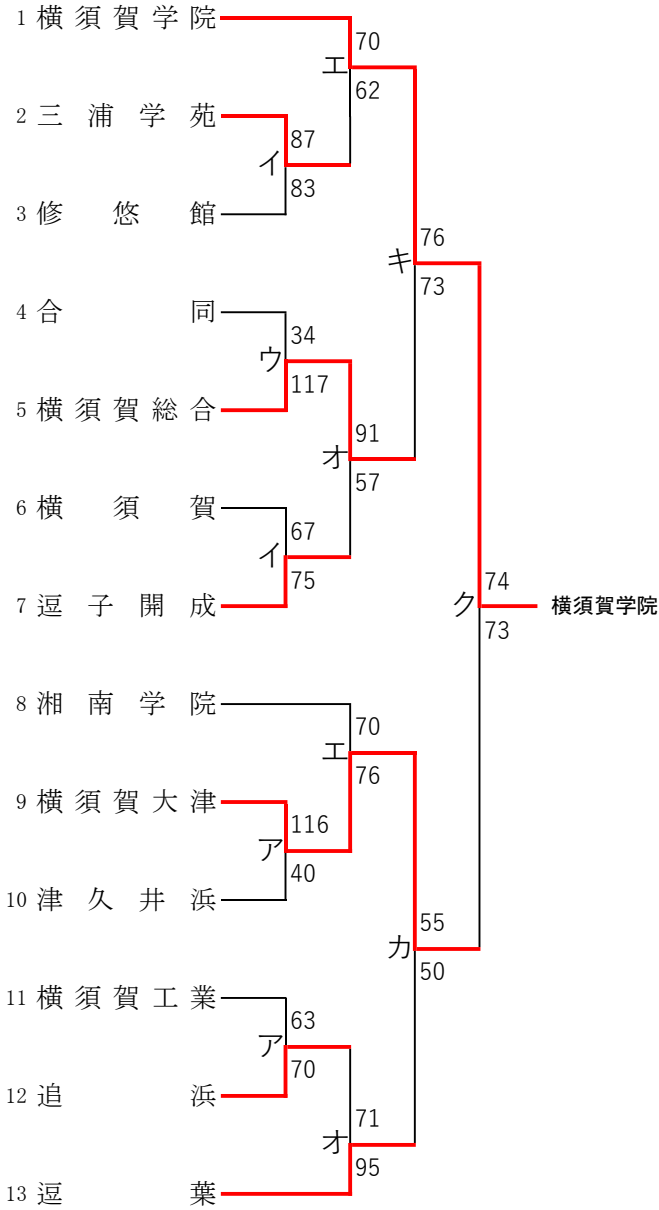 1 横須賀学院
70
エ
62
2 三浦学苑
87
イ
83
3 修悠館
76
キ
73
4 合同
34
ウ
117
5 横須賀総合
91
オ
57
6 横須賀
67
イ
75
7 逗子開成
74
ク 横須賀学院
73
8 湘南学院
70
エ
76
9 横須賀大津
116
ア
40
10 津久井浜
55
カ
50
11 横須賀工業
63
ア
70
12 追浜
71
オ
95
13 逗葉